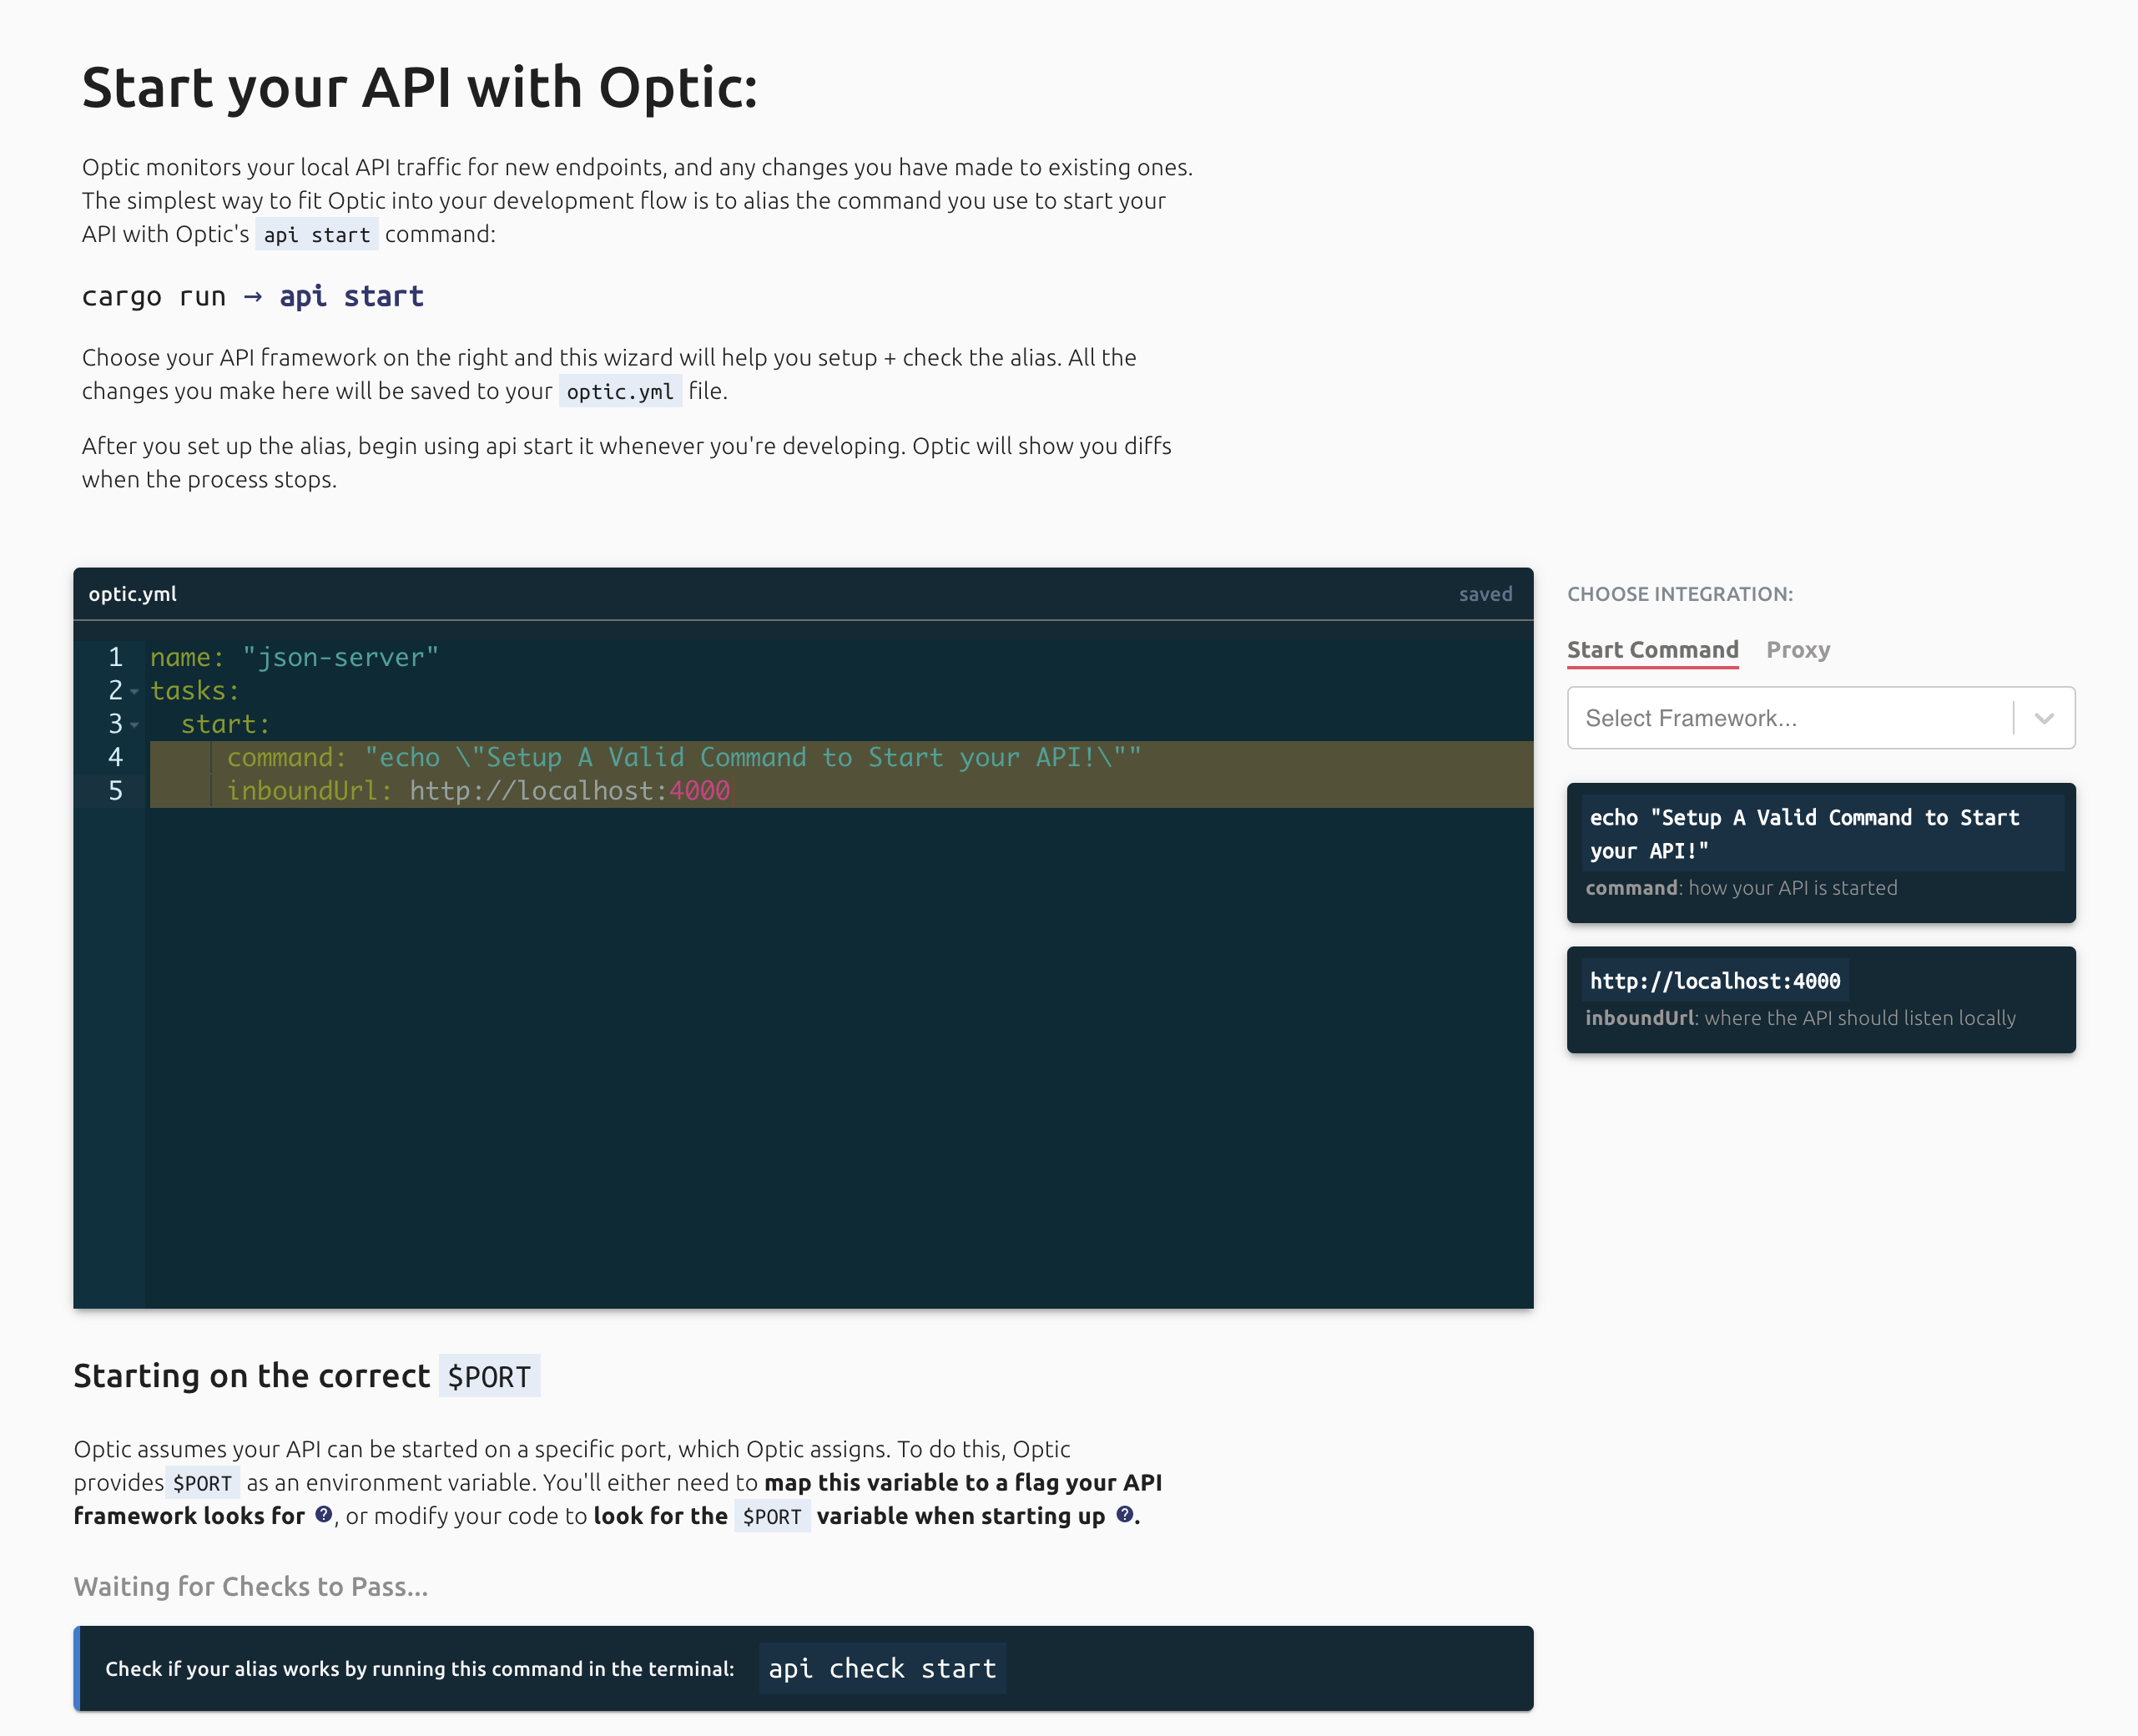 Start your API with Optic:
Optic monitors your local API traffic for new endpoints, and any changes you have made to existing ones.
The simplest way to fit Optic into your development flow is to alias the command you use to start your
API with Optic's api start command:
cargo run → api start
Choose your API framework on the right and this wizard will help you setup + check the alias. All the
changes you make here will be saved to your optic.yml file.
After you set up the alias, begin using api start it whenever you're developing. Optic will show you diffs
when the process stops.
optic.yml saved
1 name: "json-server"
2 tasks:
3   start:
4     command: "echo \"Setup A Valid Command to Start your API!\""
5     inboundUrl: http://localhost:4000
CHOOSE INTEGRATION:
Start Command Proxy
Select Framework...
echo "Setup A Valid Command to Start
your API!"
command: how your API is started
http://localhost:4000
inboundUrl: where the API should listen locally
Starting on the correct $PORT
Optic assumes your API can be started on a specific port, which Optic assigns. To do this, Optic
provides $PORT as an environment variable. You'll either need to map this variable to a flag your API
framework looks for ?, or modify your code to look for the $PORT variable when starting up ?.
Waiting for Checks to Pass...
Check if your alias works by running this command in the terminal: api check start